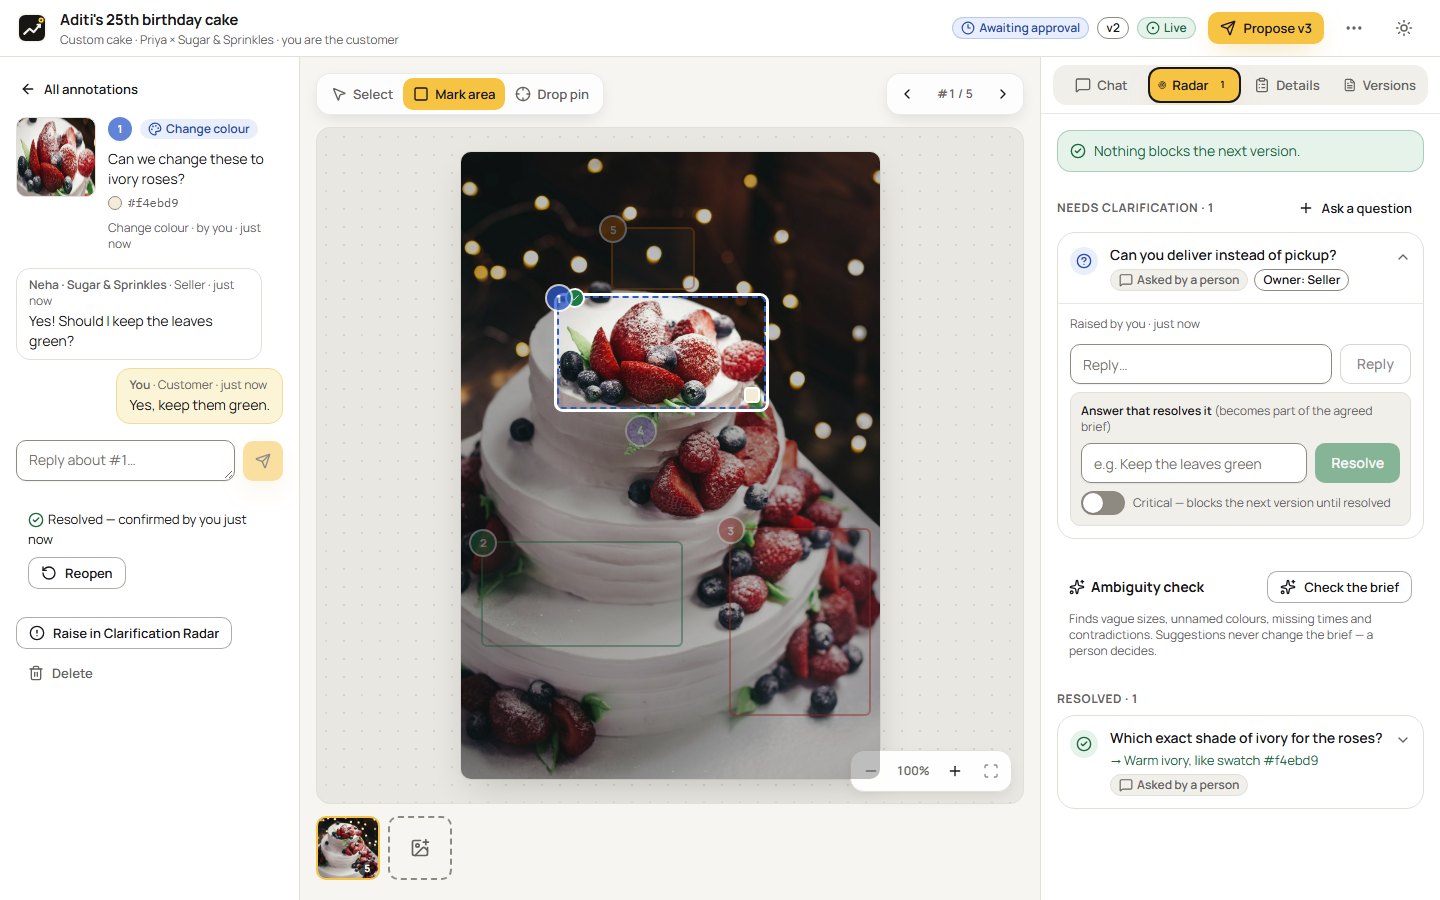 Aditi's 25th birthday cake
Custom cake · Priya × Sugar & Sprinkles · you are the customer
Awaiting approval
v2
Live
Propose v3
All annotations
1
Change colour
Can we change these to
ivory roses?
#f4ebd9
Change colour · by you · just
now
Neha · Sugar & Sprinkles · Seller · just
now
Yes! Should I keep the leaves
green?
You · Customer · just now
Yes, keep them green.
Reply about #1...
Resolved — confirmed by you just
now
Reopen
Raise in Clarification Radar
Delete
Select
Mark area
Drop pin
#1 / 5
5
1
4
3
2
100%
5
Chat
Radar 1
Details
Versions
Nothing blocks the next version.
NEEDS CLARIFICATION · 1
Ask a question
Can you deliver instead of pickup?
Asked by a person
Owner: Seller
Raised by you · just now
Reply...
Reply
Answer that resolves it (becomes part of the agreed
brief)
e.g. Keep the leaves green
Resolve
Critical — blocks the next version until resolved
Ambiguity check
Check the brief
Finds vague sizes, unnamed colours, missing times and
contradictions. Suggestions never change the brief — a
person decides.
RESOLVED · 1
Which exact shade of ivory for the roses?
→ Warm ivory, like swatch #f4ebd9
Asked by a person